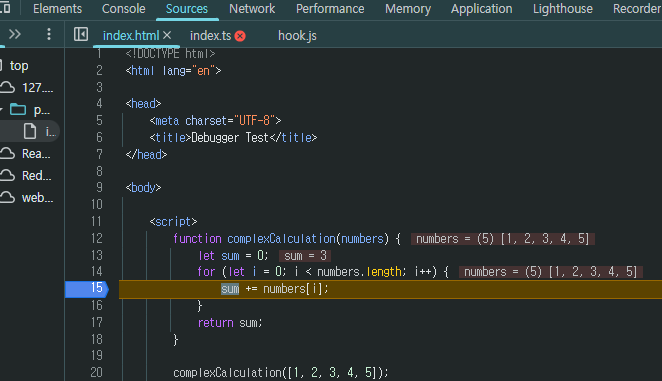 Elements Console Sources Network Performance Memory Application Lighthouse Recorder
index.html × index.ts hook.js
top
127....
p...
i...
Rea...
Red...
web...
1 <!DOCTYPE html>
2 <html lang="en">
3
4 <head>
5 <meta charset="UTF-8">
6 <title>Debugger Test</title>
7 </head>
8
9 <body>
10
11 <script>
12 function complexCalculation(numbers) { numbers = (5) [1, 2, 3, 4, 5]
13 let sum = 0; sum = 3
14 for (let i = 0; i < numbers.length; i++) { numbers = (5) [1, 2, 3, 4, 5]
15 sum += numbers[i];
16 }
17 return sum;
18 }
19
20 complexCalculation([1, 2, 3, 4, 5]);